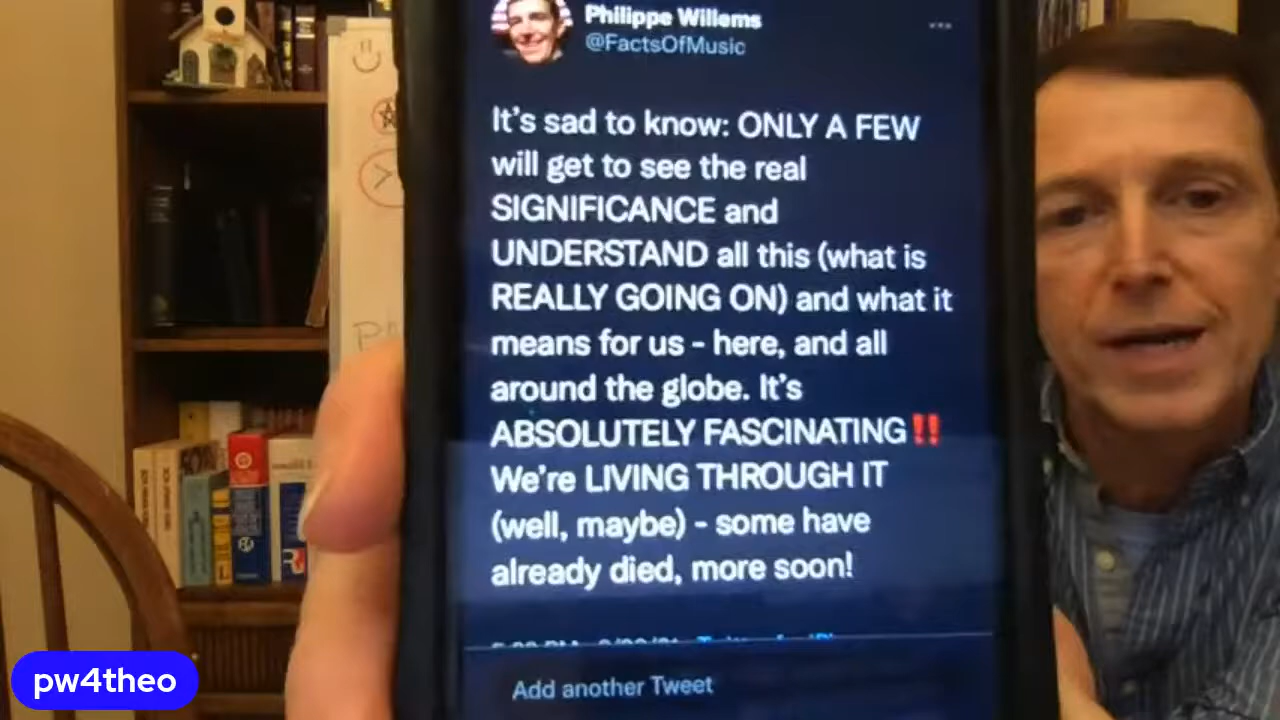 Philippe Willems
@FactsOfMusic
It's sad to know: ONLY A FEW
will get to see the real
SIGNIFICANCE and
UNDERSTAND all this (what is
REALLY GOING ON) and what it
means for us - here, and all
around the globe. It's
ABSOLUTELY FASCINATING‼️
We're LIVING THROUGH IT
(well, maybe) - some have
already died, more soon!
Add another Tweet
pw4theo